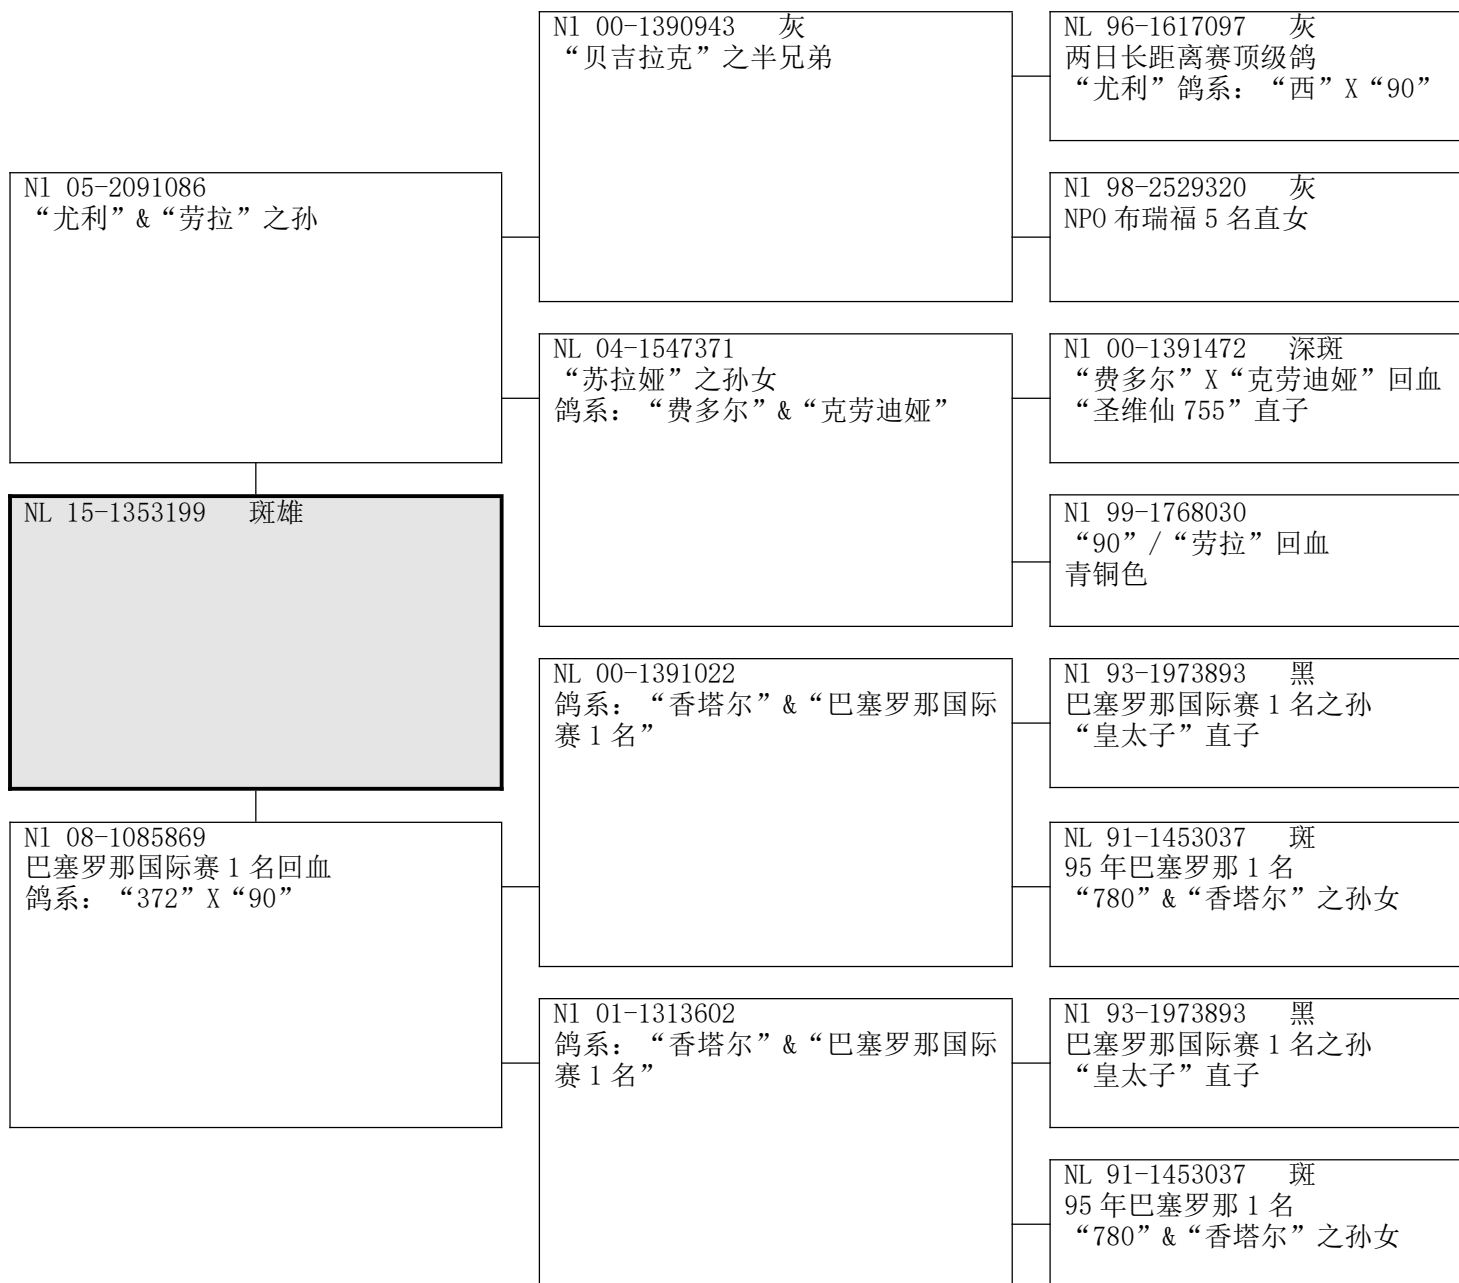 Nl 05-2091086
“尤利”&“劳拉”之孙
NL 15-1353199 斑雄
Nl 08-1085869
巴塞罗那国际赛 1 名回血
鸽系：“372”X“90”
Nl 00-1390943 灰
“贝吉拉克”之半兄弟
NL 04-1547371
“苏拉娅”之孙女
鸽系：“费多尔”&“克劳迪娅”
NL 00-1391022
鸽系：“香塔尔”&“巴塞罗那国际
赛 1 名”
Nl 01-1313602
鸽系：“香塔尔”&“巴塞罗那国际
赛 1 名”
NL 96-1617097 灰
两日长距离赛顶级鸽
“尤利”鸽系：“西”X“90”
Nl 98-2529320 灰
NPO 布瑞福 5 名直女
Nl 00-1391472 深斑
“费多尔”X“克劳迪娅”回血
“圣维仙 755”直子
Nl 99-1768030
“90”/“劳拉”回血
青铜色
Nl 93-1973893 黑
巴塞罗那国际赛 1 名之孙
“皇太子”直子
NL 91-1453037 斑
95 年巴塞罗那 1 名
“780”&“香塔尔”之孙女
Nl 93-1973893 黑
巴塞罗那国际赛 1 名之孙
“皇太子”直子
NL 91-1453037 斑
95 年巴塞罗那 1 名
“780”&“香塔尔”之孙女